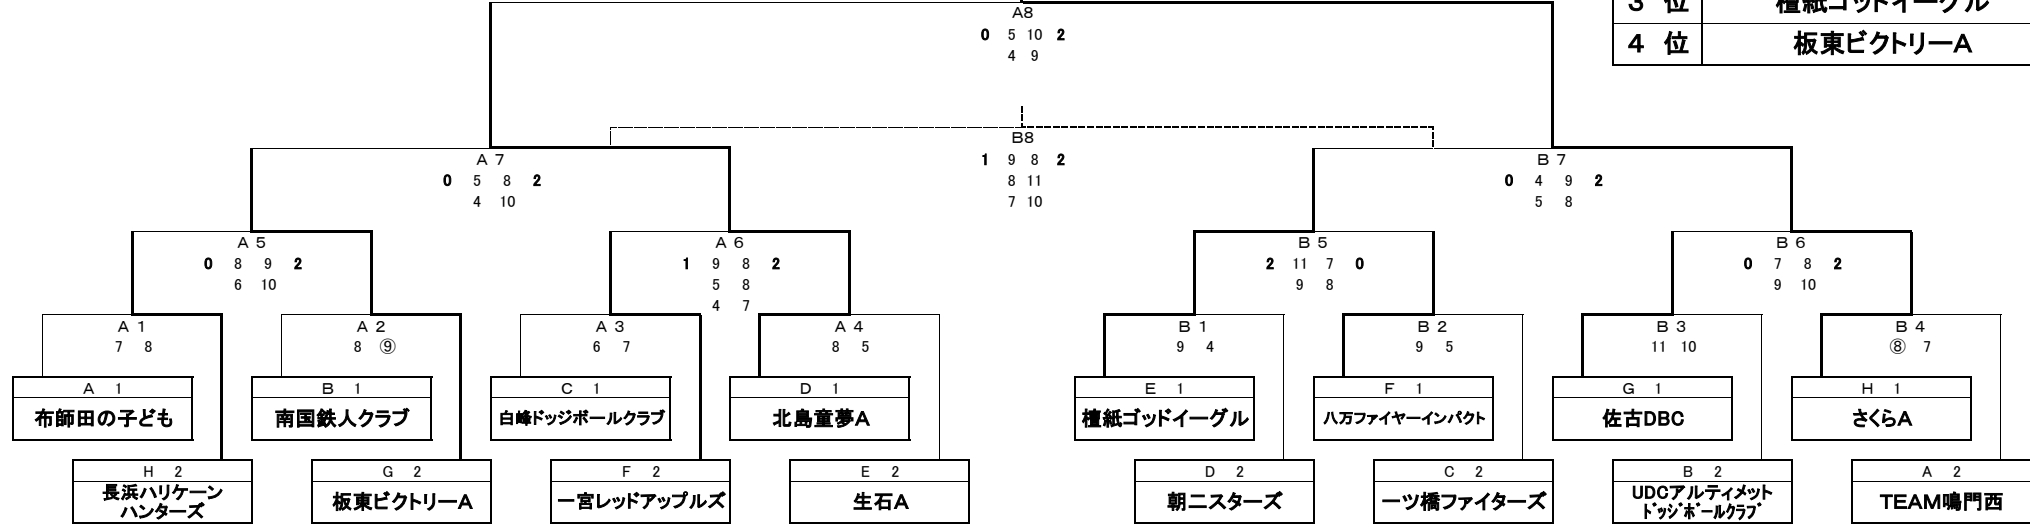 A8
3 位 檀紙ゴッドイーグル
0 5 10 2
4 位 板東ビクトリーA
4 9
B8
A 7
1 9 8 2
B 7
0 5 8 2
8 11
0 4 9 2
4 10
7 10
5 8
A 5
A 6
B 5
B 6
0 8 9 2
1 9 8 2
2 11 7 0
0 7 8 2
6 10
5 8
9 8
9 10
4 7
A 1
A 2
A 3
A 4
B 1
B 2
B 3
B 4
7 8
8 ⑨
6 7
8 5
9 4
9 5
11 10
⑧ 7
A 1
B 1
C 1
D 1
E 1
F 1
G 1
H 1
布師田の子ども
南国鉄人クラブ
白峰ドッジボールクラブ
北島童夢A
檀紙ゴッドイーグル
八万ファイヤーインパクト
佐古DBC
さくらA
H 2
G 2
F 2
E 2
D 2
C 2
B 2
A 2
長浜ハリケーン
ハンターズ
板東ビクトリーA
一宮レッドアップルズ
生石A
朝二スターズ
一ツ橋ファイターズ
UDCアルティメット
ドッジボールクラブ
TEAM鳴門西